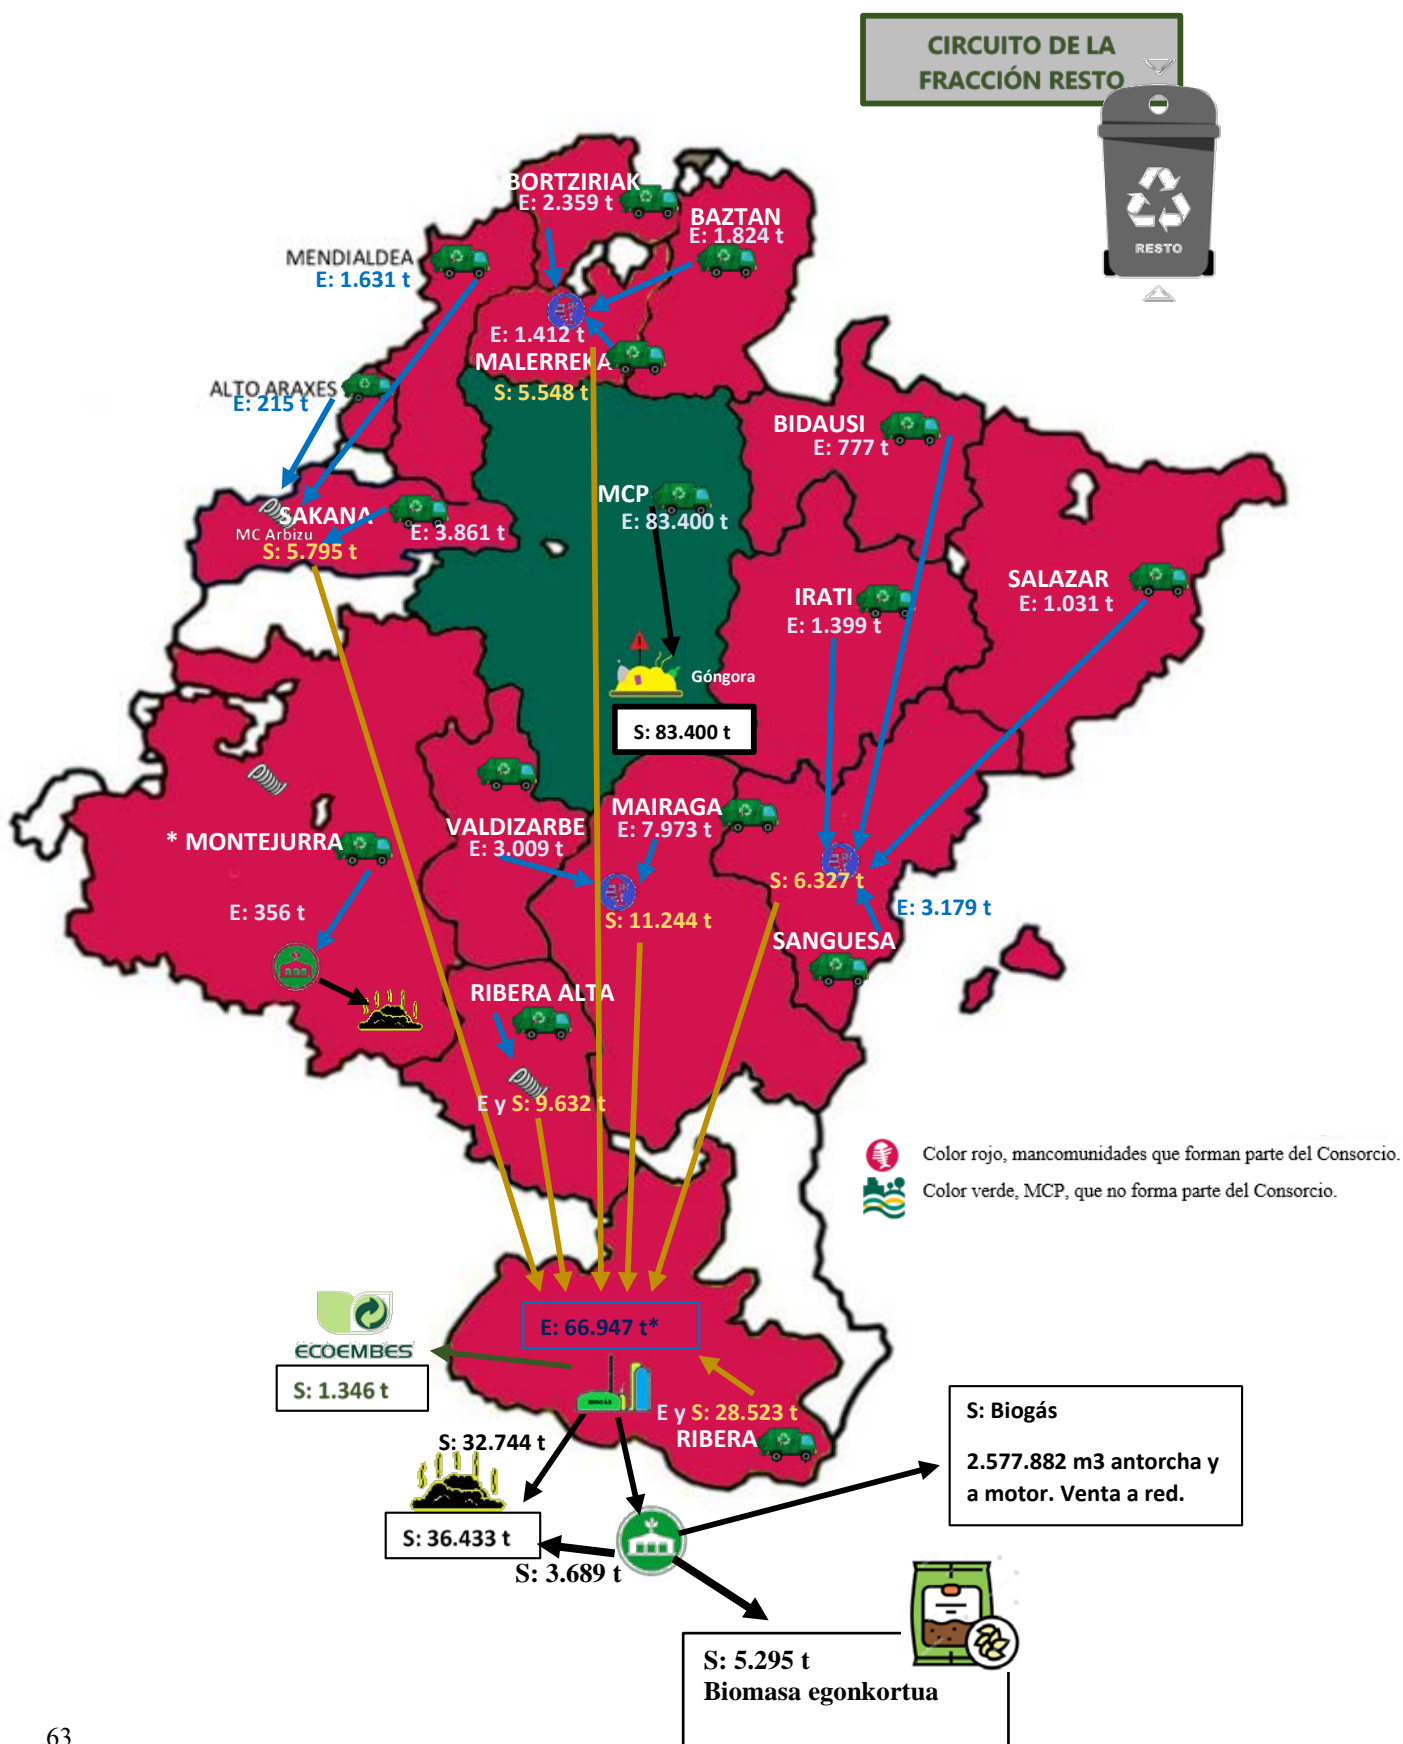 CIRCUITO DE LA
FRACCIÓN RESTO
RESTO
BORTZIRIAK
E: 2.359 t
BAZTAN
E: 1.824 t
MENDIALDEA
E: 1.631 t
E: 1.412 t
MALERREKA
S: 5.548 t
ALTO ARAXES
E: 215 t
BIDAUSI
E: 777 t
MCP
E: 83.400 t
SAKANA
MC Arbizu
E: 3.861 t
S: 5.795 t
IRATI
E: 1.399 t
SALAZAR
E: 1.031 t
Góngora
S: 83.400 t
* MONTEJURRA
E: 356 t
VALDIZARBE
E: 3.009 t
MAIRAGA
E: 7.973 t
S: 11.244 t
S: 6.327 t
E: 3.179 t
SANGUESA
RIBERA ALTA
E y S: 9.632 t
Color rojo, mancomunidades que forman parte del Consorcio.
Color verde, MCP, que no forma parte del Consorcio.
E: 66.947 t*
ECOEMBES
S: 1.346 t
BIOGÁS
E y S: 28.523 t
RIBERA
S: 32.744 t
S: 36.433 t
S: 3.689 t
S: Biogás
2.577.882 m3 antorcha y
a motor. Venta a red.
S: 5.295 t
Biomasa egonkortua
63